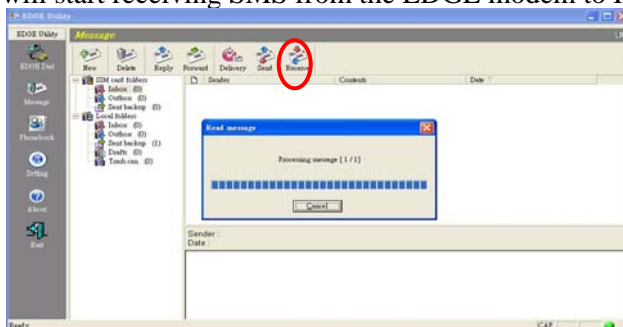 will start receiving SMS from the EDGE modem to
EDGE Utility
EDGE Utility
Message
EDGE Dial
New Delete Reply Forward Delivery Send Receive
SIM card folders
Inbox (0)
Outbox (0)
Sent backup (0)
Local folders
Inbox (0)
Outbox (0)
Sent backup (1)
Drafts (0)
Trash can (0)
Sender Contents Date
Message
Phonebook
Setting
About
Exit
Read message
Processing message [ 1 / 1 ]
Cancel
Sender :
Date :
Ready
CAP